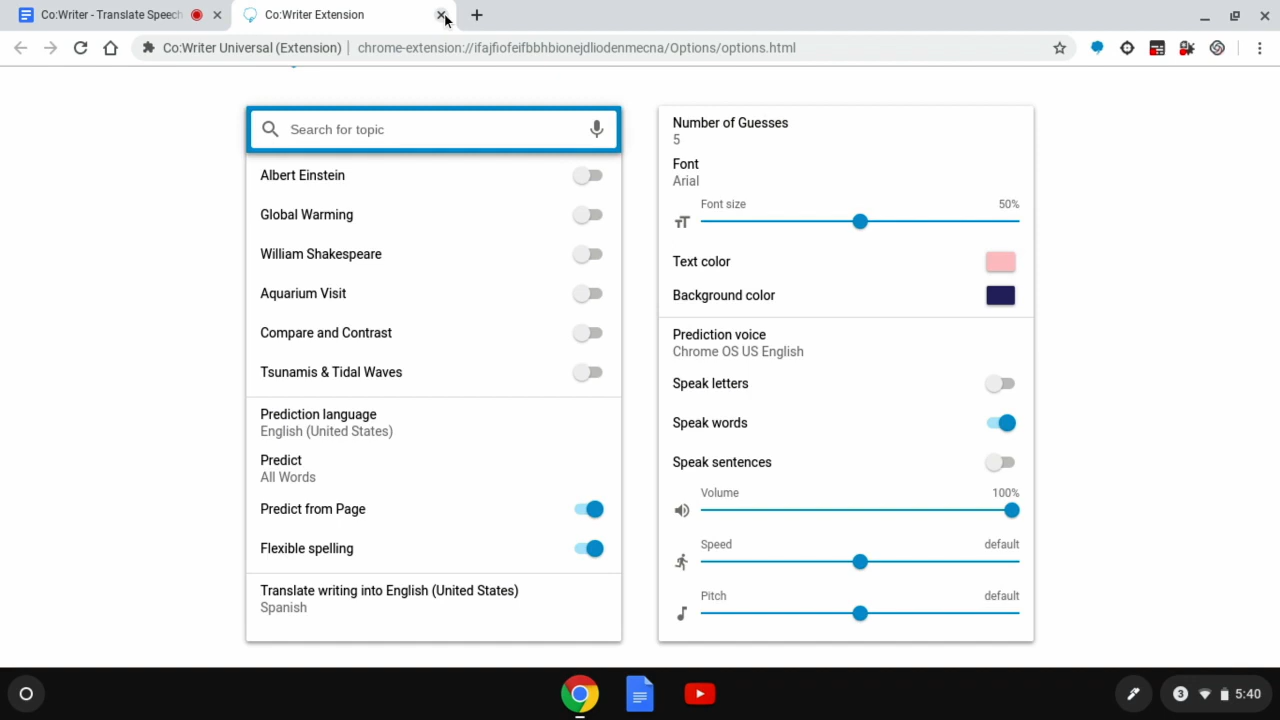 Co:Writer - Translate Speech
Co:Writer Extension
Co:Writer Universal (Extension) | chrome-extension://ifajfiofeifbbhbionejdliodenmecna/Options/options.html
Search for topic
Albert Einstein
Global Warming
William Shakespeare
Aquarium Visit
Compare and Contrast
Tsunamis & Tidal Waves
Prediction language
English (United States)
Predict
All Words
Predict from Page
Flexible spelling
Translate writing into English (United States)
Spanish
Number of Guesses
5
Font
Arial
Font size 50%
Text color
Background color
Prediction voice
Chrome OS US English
Speak letters
Speak words
Speak sentences
Volume 100%
Speed default
Pitch default
3 5:40